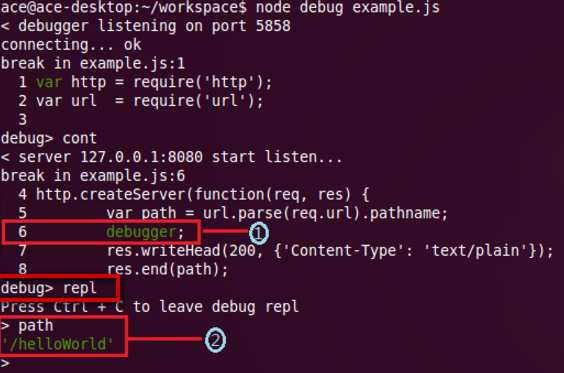 ace@ace-desktop:~/workspace$ node debug example.js
< debugger listening on port 5858
connecting... ok
break in example.js:1
  1 var http = require('http');
  2 var url  = require('url');
  3
debug> cont
< server 127.0.0.1:8080 start listen...
break in example.js:6
  4 http.createServer(function(req, res) {
  5         var path = url.parse(req.url).pathname;
  6         debugger; ①
  7         res.writeHead(200, {'Content-Type': 'text/plain'});
  8         res.end(path);
debug> repl
Press Ctrl + C to leave debug repl
> path
'/helloWorld' ②
>